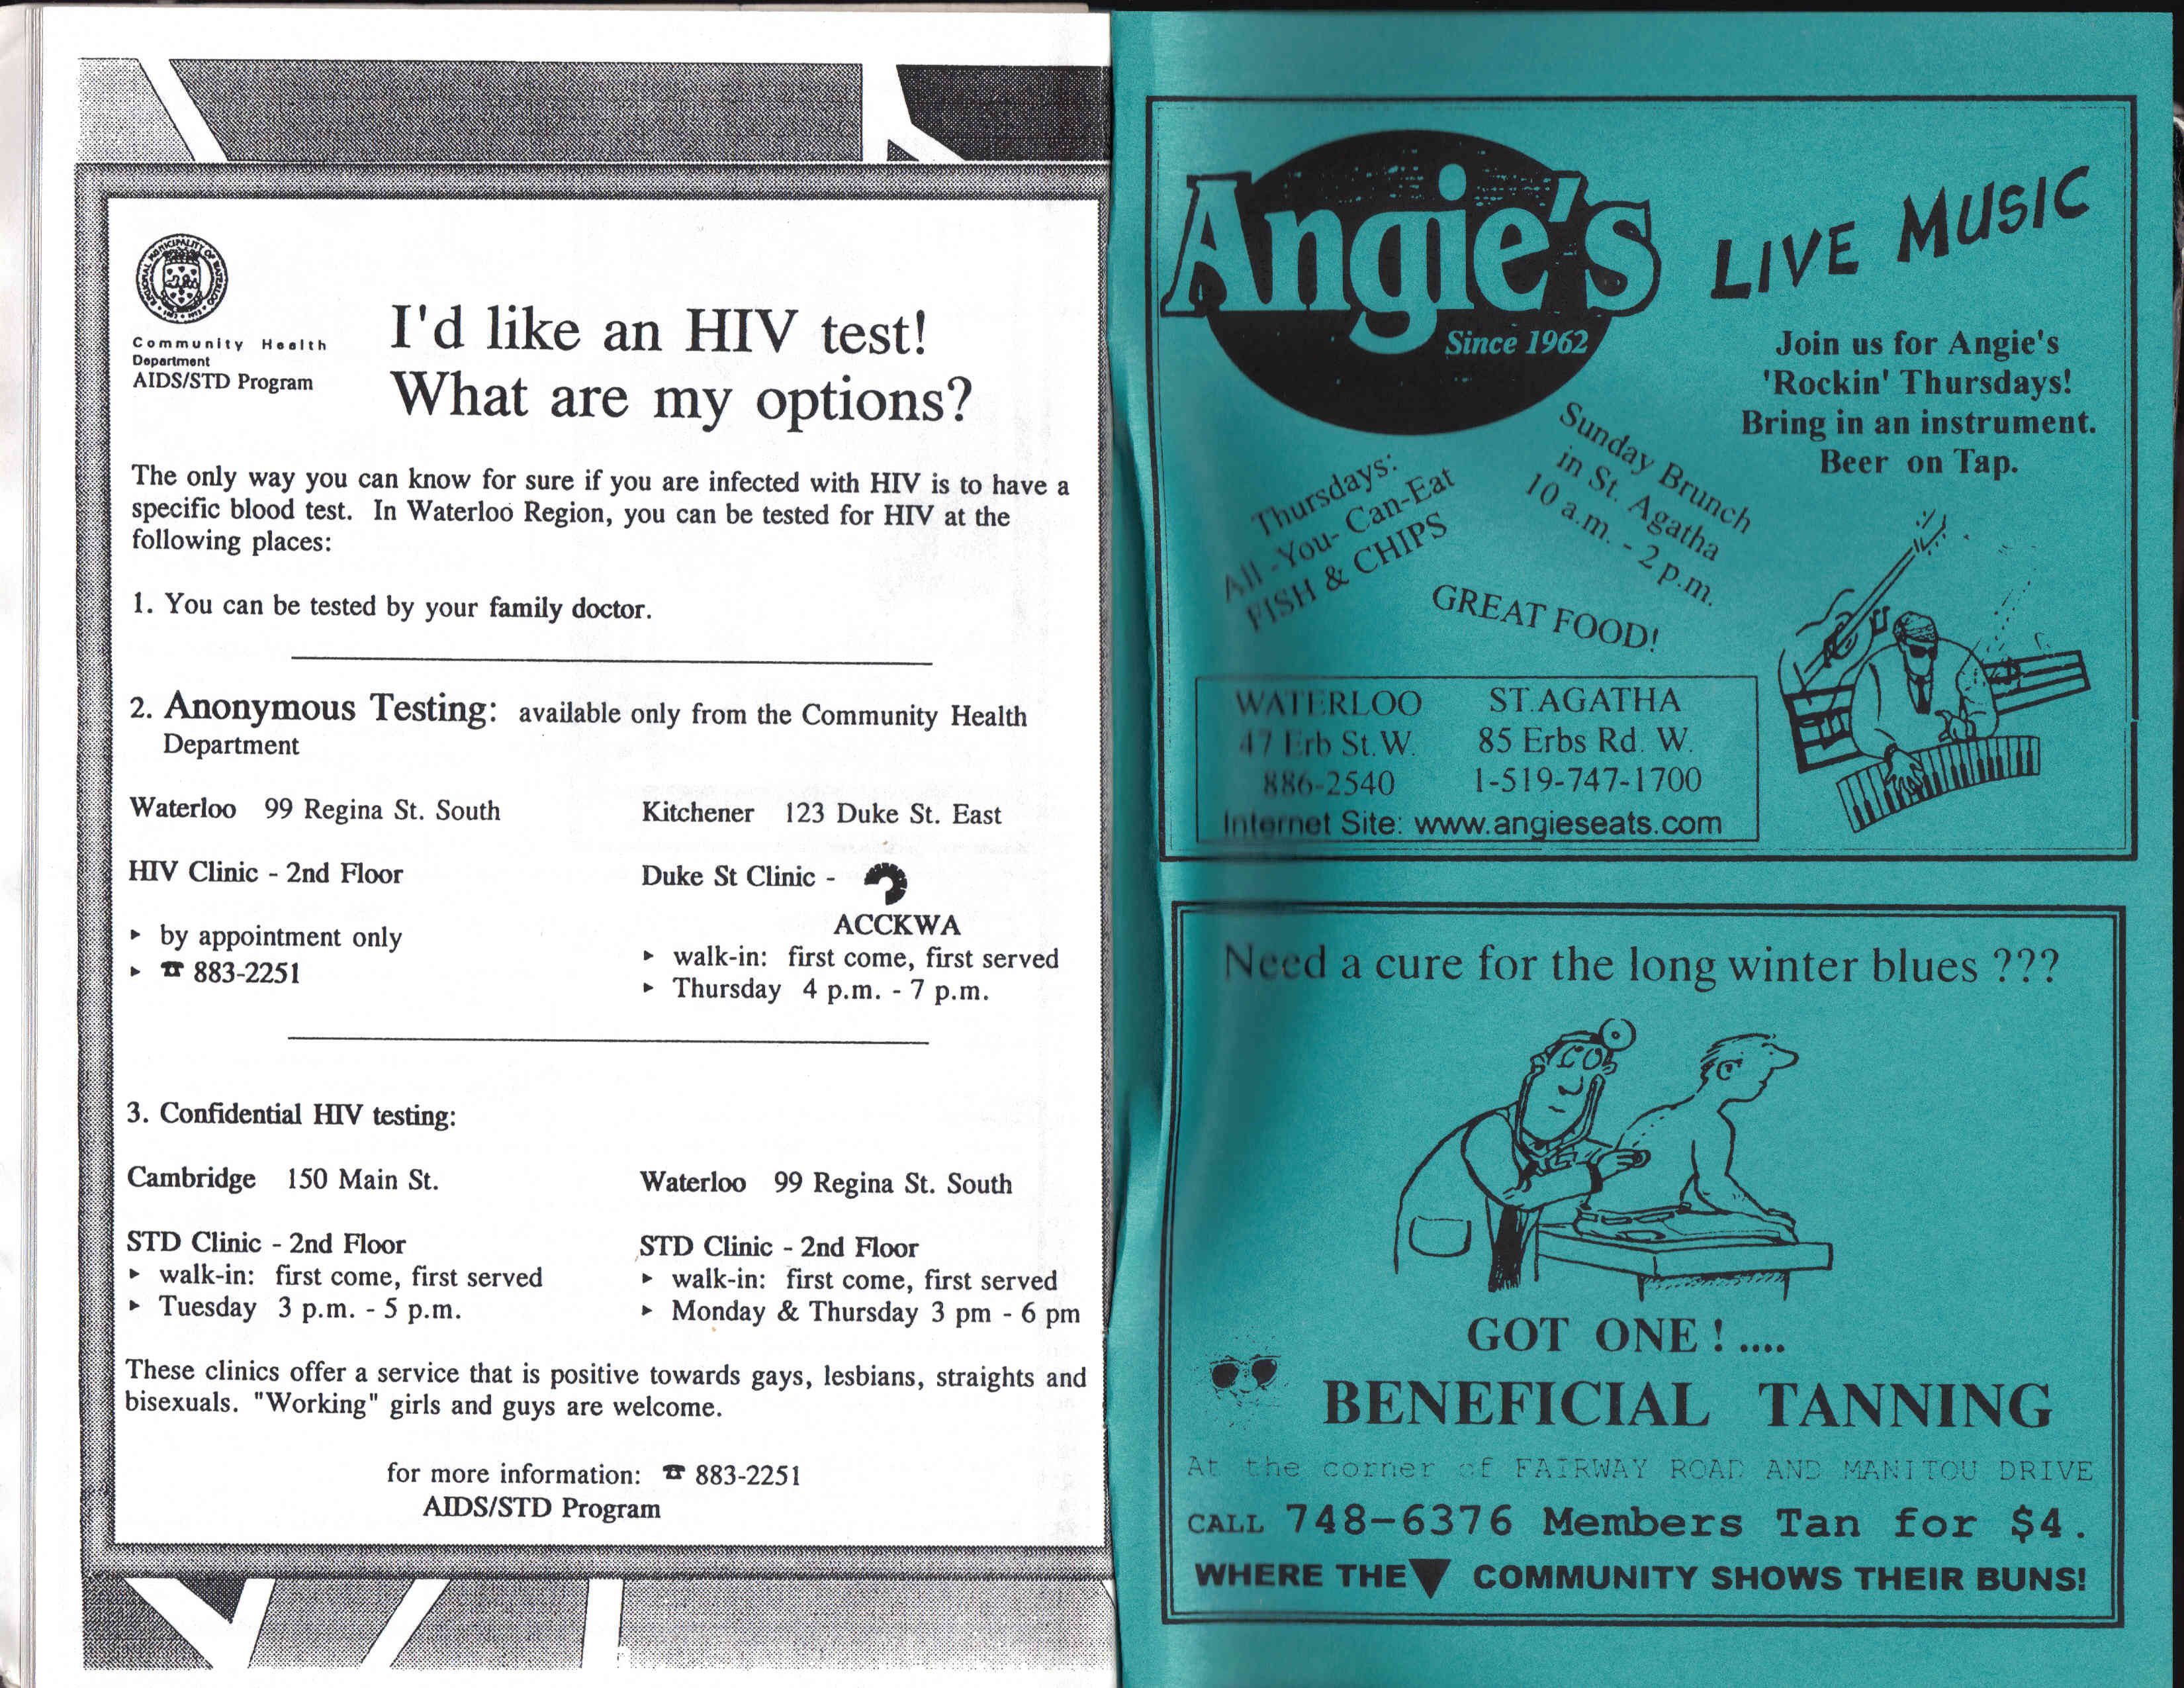 REGIONAL MUNICIPALITY OF WATERLOO
Community Health
Department
AIDS/STD Program
I'd like an HIV test!
What are my options?
The only way you can know for sure if you are infected with HIV is to have a
specific blood test. In Waterloo Region, you can be tested for HIV at the
following places:
1. You can be tested by your family doctor.
2. Anonymous Testing: available only from the Community Health
Department
Waterloo 99 Regina St. South
HIV Clinic - 2nd Floor
▸ by appointment only
▸ ☎ 883-2251
Kitchener 123 Duke St. East
Duke St Clinic -
ACCKWA
▸ walk-in: first come, first served
▸ Thursday 4 p.m. - 7 p.m.
3. Confidential HIV testing:
Cambridge 150 Main St.
STD Clinic - 2nd Floor
▸ walk-in: first come, first served
▸ Tuesday 3 p.m. - 5 p.m.
Waterloo 99 Regina St. South
STD Clinic - 2nd Floor
▸ walk-in: first come, first served
▸ Monday & Thursday 3 pm - 6 pm
These clinics offer a service that is positive towards gays, lesbians, straights and
bisexuals. "Working" girls and guys are welcome.
for more information: ☎ 883-2251
AIDS/STD Program
Angie's
Since 1962
LIVE MUSIC
Join us for Angie's
'Rockin' Thursdays!
Bring in an instrument.
Beer on Tap.
Thursdays:
All -You- Can-Eat
FISH & CHIPS
Sunday Brunch
in St. Agatha
10 a.m. - 2 p.m.
GREAT FOOD!
WATERLOO
47 Erb St.W.
886-2540
ST.AGATHA
85 Erbs Rd. W.
1-519-747-1700
Internet Site: www.angieseats.com
Need a cure for the long winter blues ???
GOT ONE ! ....
BENEFICIAL TANNING
At the corner of FAIRWAY ROAD AND MANITOU DRIVE
CALL 748-6376 Members Tan for $4.
WHERE THE ▼ COMMUNITY SHOWS THEIR BUNS!